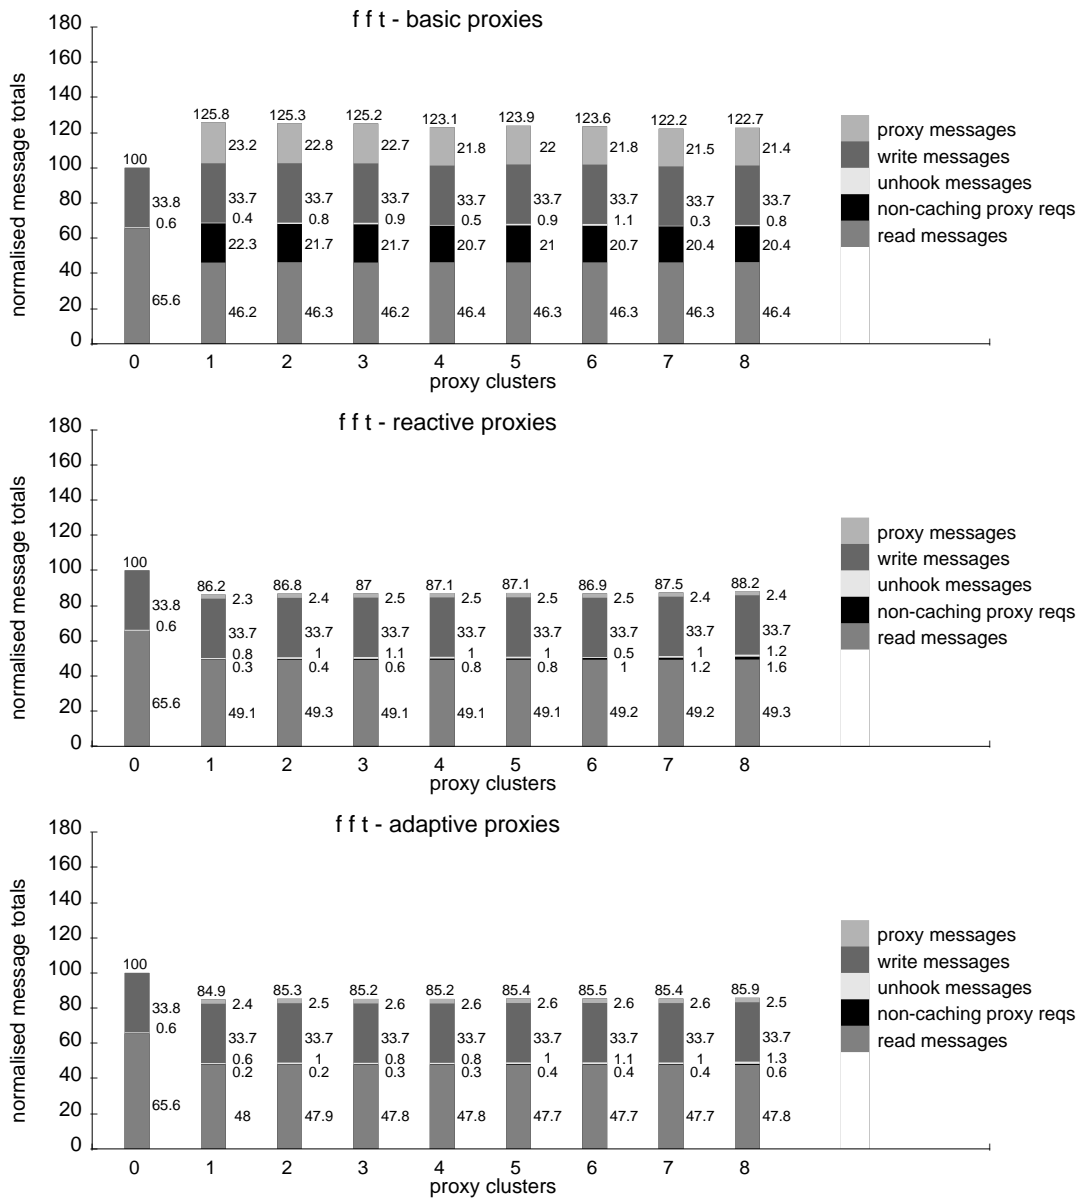 f f t - basic proxies
normalised message totals
180
160
140
120
100
80
60
40
20
0
100 125.8 125.3 125.2 123.1 123.9 123.6 122.2 122.7
23.2 22.8 22.7 21.8 22 21.8 21.5 21.4
33.8 33.7 33.7 33.7 33.7 33.7 33.7 33.7 33.7
0.6 0.4 0.8 0.9 0.5 0.9 1.1 0.3 0.8
22.3 21.7 21.7 20.7 21 20.7 20.4 20.4
65.6 46.2 46.3 46.2 46.4 46.3 46.3 46.3 46.4
0 1 2 3 4 5 6 7 8
proxy clusters
proxy messages
write messages
unhook messages
non-caching proxy reqs
read messages
f f t - reactive proxies
normalised message totals
180
160
140
120
100
80
60
40
20
0
100 86.2 86.8 87 87.1 87.1 86.9 87.5 88.2
2.3 2.4 2.5 2.5 2.5 2.5 2.4 2.4
33.8 33.7 33.7 33.7 33.7 33.7 33.7 33.7 33.7
0.6 0.8 1 1.1 1 1 0.5 1 1.2
0.3 0.4 0.6 0.8 0.8 1 1.2 1.6
65.6 49.1 49.3 49.1 49.1 49.1 49.2 49.2 49.3
0 1 2 3 4 5 6 7 8
proxy clusters
proxy messages
write messages
unhook messages
non-caching proxy reqs
read messages
f f t - adaptive proxies
normalised message totals
180
160
140
120
100
80
60
40
20
0
100 84.9 85.3 85.2 85.2 85.4 85.5 85.4 85.9
2.4 2.5 2.6 2.6 2.6 2.6 2.6 2.5
33.8 33.7 33.7 33.7 33.7 33.7 33.7 33.7 33.7
0.6 0.6 1 0.8 0.8 1 1.1 1 1.3
0.2 0.2 0.3 0.3 0.4 0.4 0.4 0.6
65.6 48 47.9 47.8 47.8 47.7 47.7 47.7 47.8
0 1 2 3 4 5 6 7 8
proxy clusters
proxy messages
write messages
unhook messages
non-caching proxy reqs
read messages